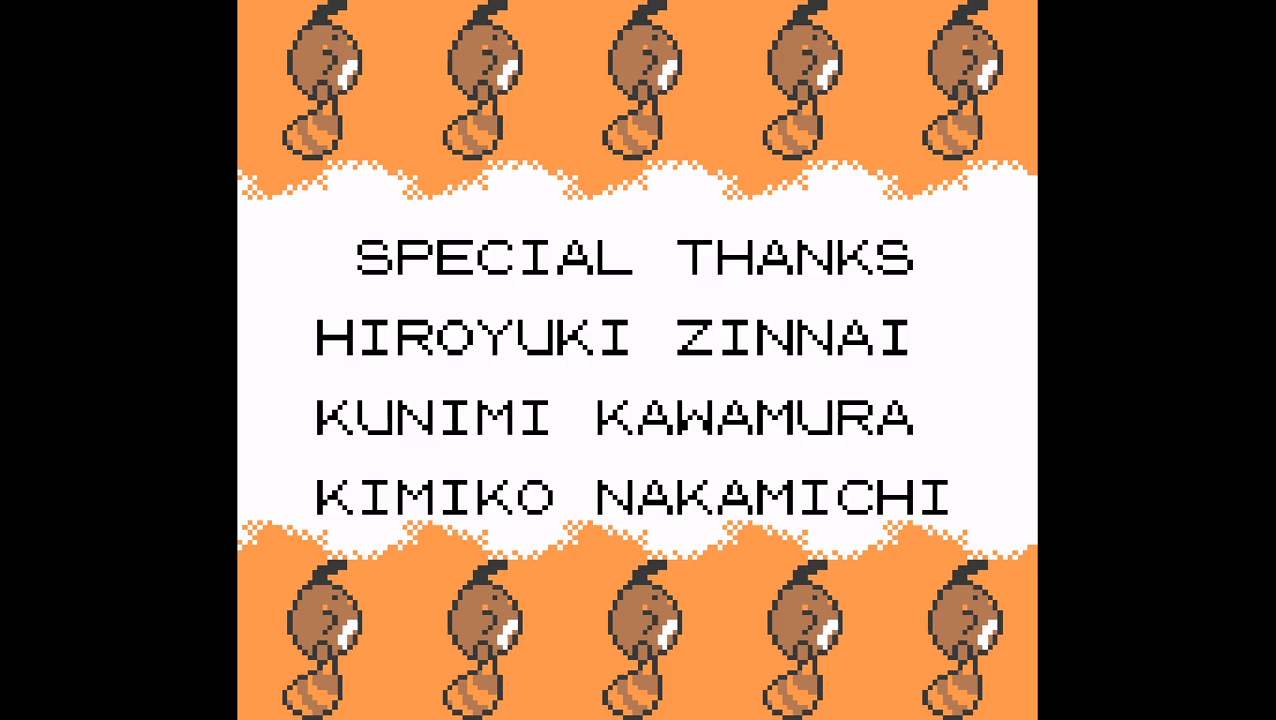 SPECIAL THANKS
HIROYUKI ZINNAI
KUNIMI KAWAMURA
KIMIKO NAKAMICHI